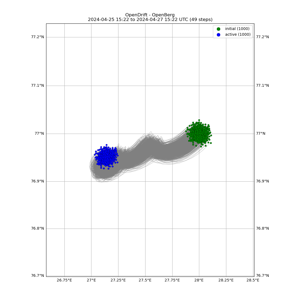 OpenDrift - OpenBerg
2024-04-25 15:22 to 2024-04-27 15:22 UTC (49 steps)
initial (1000)
active (1000)
77.2°N 77.2°N
77.1°N 77.1°N
77°N 77°N
76.9°N 76.9°N
76.8°N 76.8°N
76.7°N 76.7°N
26.75°E 27°E 27.25°E 27.5°E 27.75°E 28°E 28.25°E 28.5°E